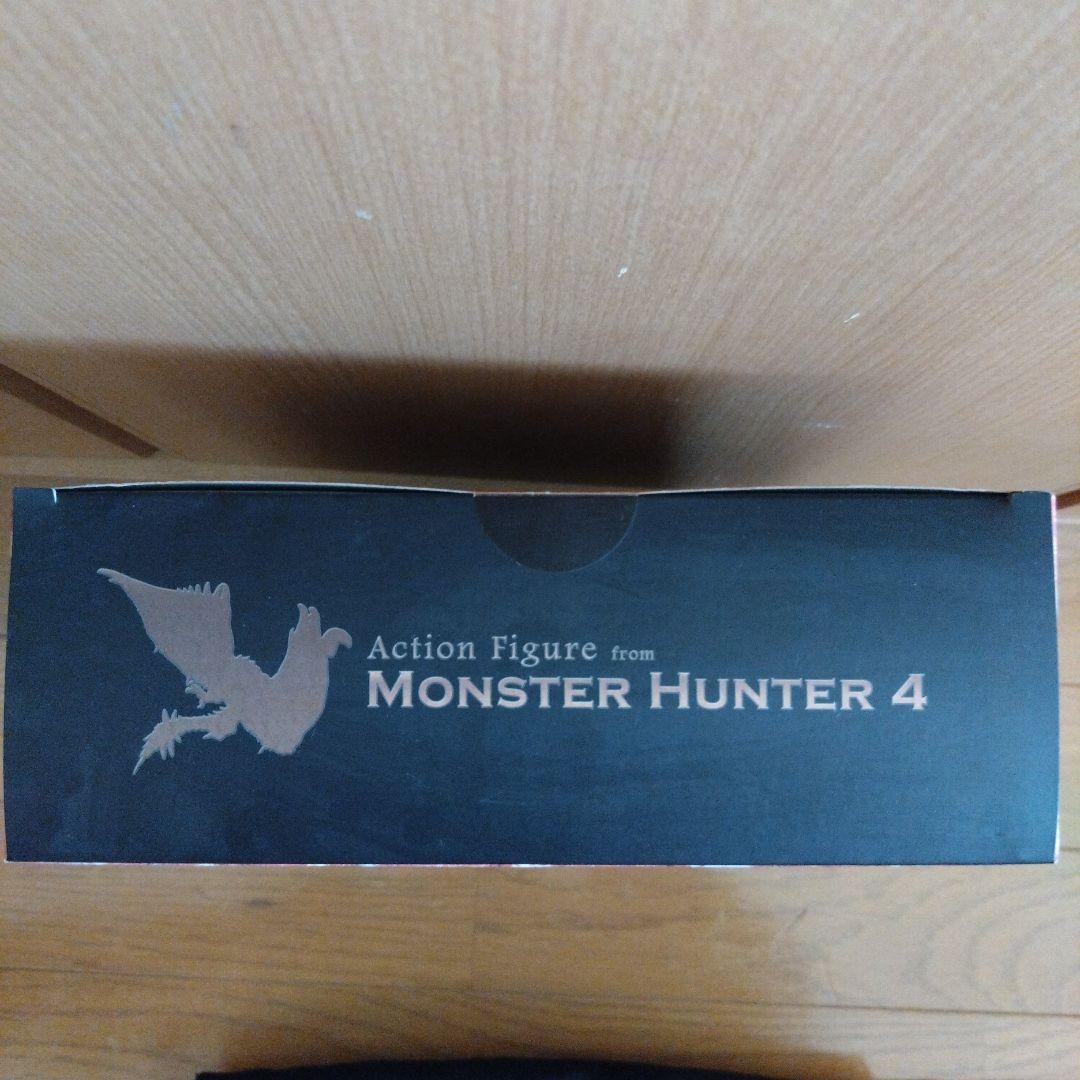 Action Figure from
MONSTER HUNTER 4